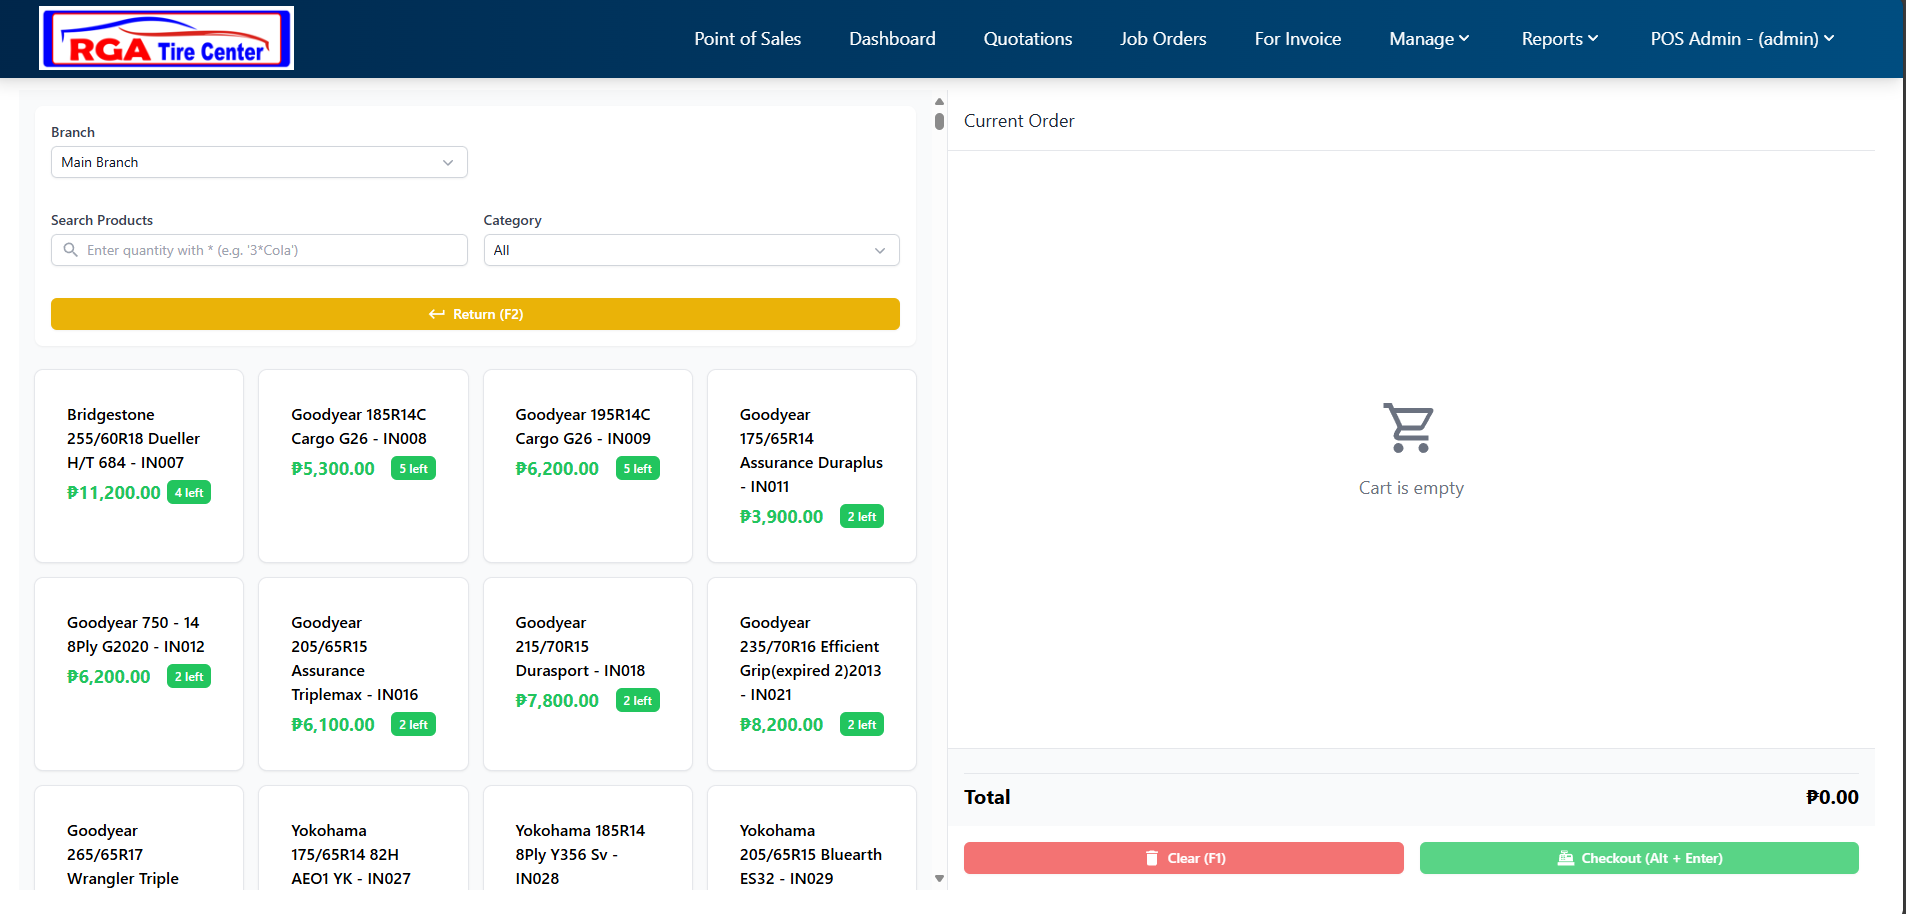 RGA Tire Center
Point of Sales
Dashboard
Quotations
Job Orders
For Invoice
Manage
Reports
POS Admin - (admin)
Branch
Main Branch
Search Products
Enter quantity with * (e.g. '3*Cola')
Category
All
Return (F2)
Bridgestone
255/60R18 Dueller
H/T 684 - IN007
₱11,200.00 4 left
Goodyear 185R14C
Cargo G26 - IN008
₱5,300.00 5 left
Goodyear 195R14C
Cargo G26 - IN009
₱6,200.00 5 left
Goodyear
175/65R14
Assurance Duraplus
- IN011
₱3,900.00 2 left
Goodyear 750 - 14
8Ply G2020 - IN012
₱6,200.00 2 left
Goodyear
205/65R15
Assurance
Triplemax - IN016
₱6,100.00 2 left
Goodyear
215/70R15
Durasport - IN018
₱7,800.00 2 left
Goodyear
235/70R16 Efficient
Grip(expired 2)2013
- IN021
₱8,200.00 2 left
Goodyear
265/65R17
Wrangler Triple
Yokohama
175/65R14 82H
AEO1 YK - IN027
Yokohama 185R14
8Ply Y356 Sv -
IN028
Yokohama
205/65R15 Bluearth
ES32 - IN029
Current Order
Cart is empty
Total ₱0.00
Clear (F1)
Checkout (Alt + Enter)